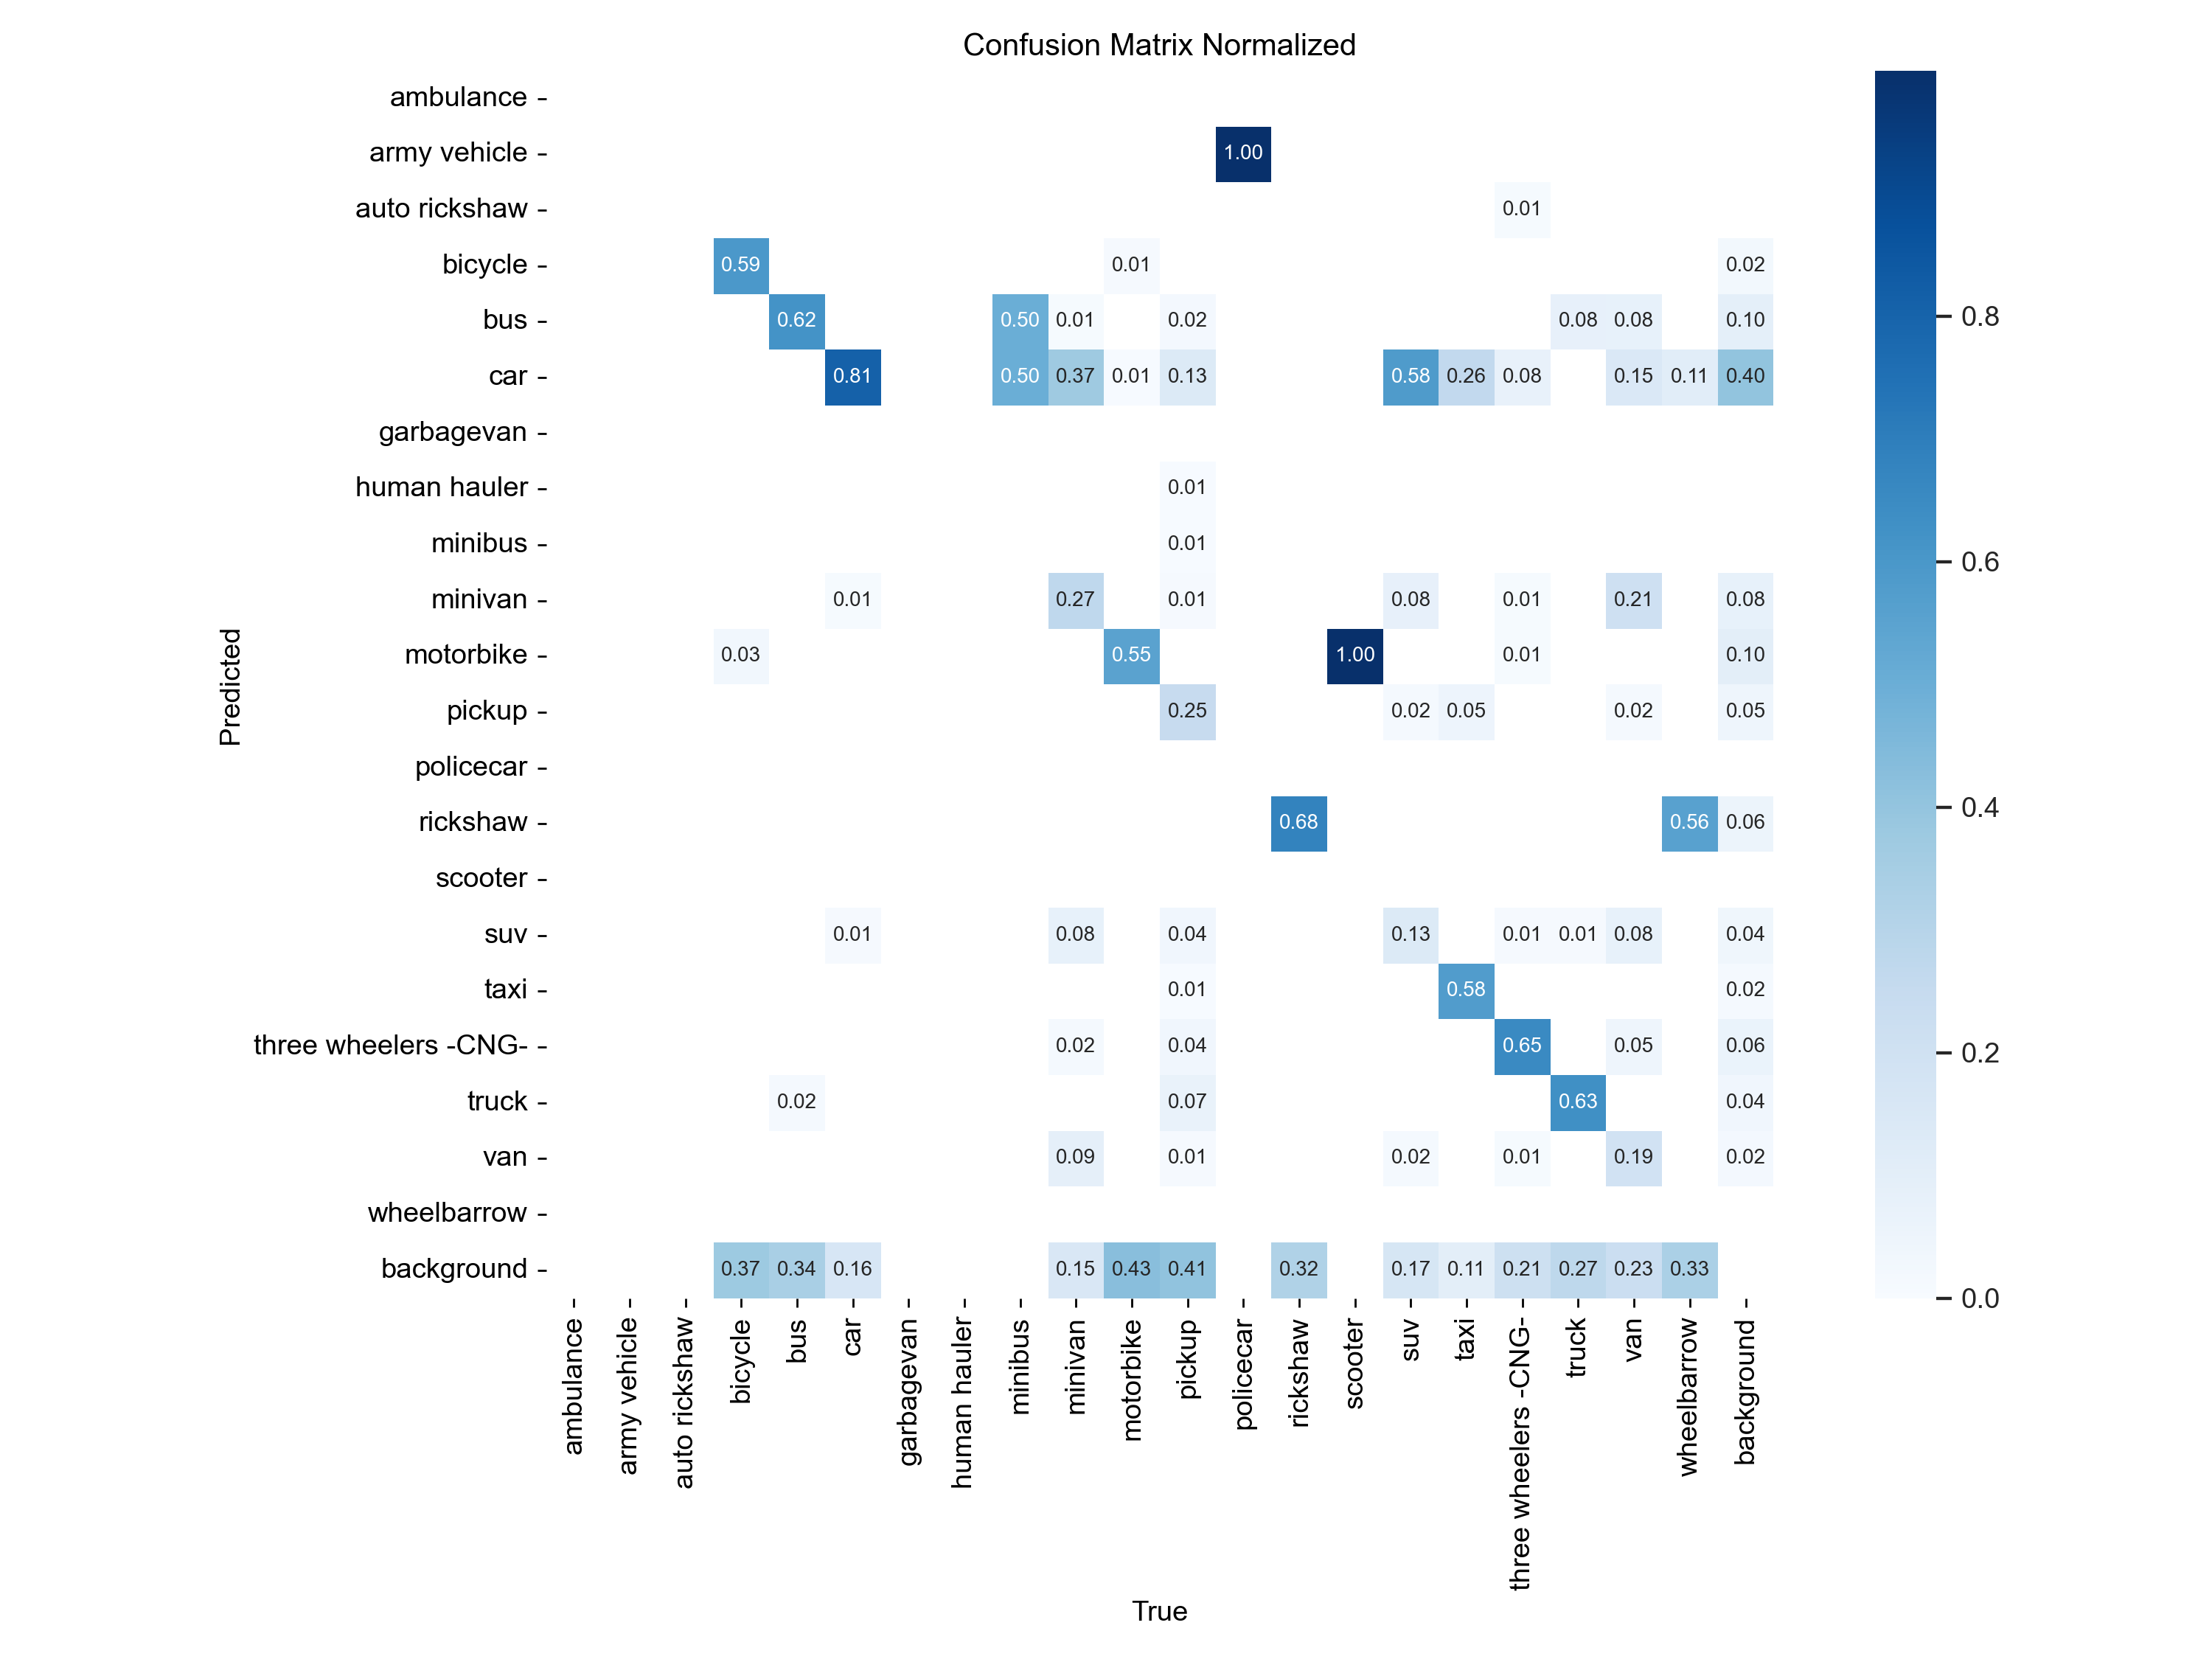 Confusion Matrix Normalized
ambulance
army vehicle 1.00
auto rickshaw 0.01
bicycle 0.59 0.01 0.02
bus 0.62 0.50 0.01 0.02 0.08 0.08 0.10
0.8
car 0.81 0.50 0.37 0.01 0.13 0.58 0.26 0.08 0.15 0.11 0.40
garbagevan
human hauler 0.01
minibus 0.01
0.6
minivan 0.01 0.27 0.01 0.08 0.01 0.21 0.08
motorbike 0.03 0.55 1.00 0.01 0.10
pickup 0.25 0.02 0.05 0.02 0.05
policecar
0.4
rickshaw 0.68 0.56 0.06
scooter
suv 0.01 0.08 0.04 0.13 0.01 0.01 0.08 0.04
taxi 0.01 0.58 0.02
three wheelers -CNG- 0.02 0.04 0.65 0.05 0.06
0.2
truck 0.02 0.07 0.63 0.04
van 0.09 0.01 0.02 0.01 0.19 0.02
wheelbarrow
background 0.37 0.34 0.16 0.15 0.43 0.41 0.32 0.17 0.11 0.21 0.27 0.23 0.33
0.0
Predicted
ambulance
army vehicle
auto rickshaw
bicycle
bus
car
garbagevan
human hauler
minibus
minivan
motorbike
pickup
policecar
rickshaw
scooter
suv
taxi
three wheelers -CNG-
truck
van
wheelbarrow
background
True